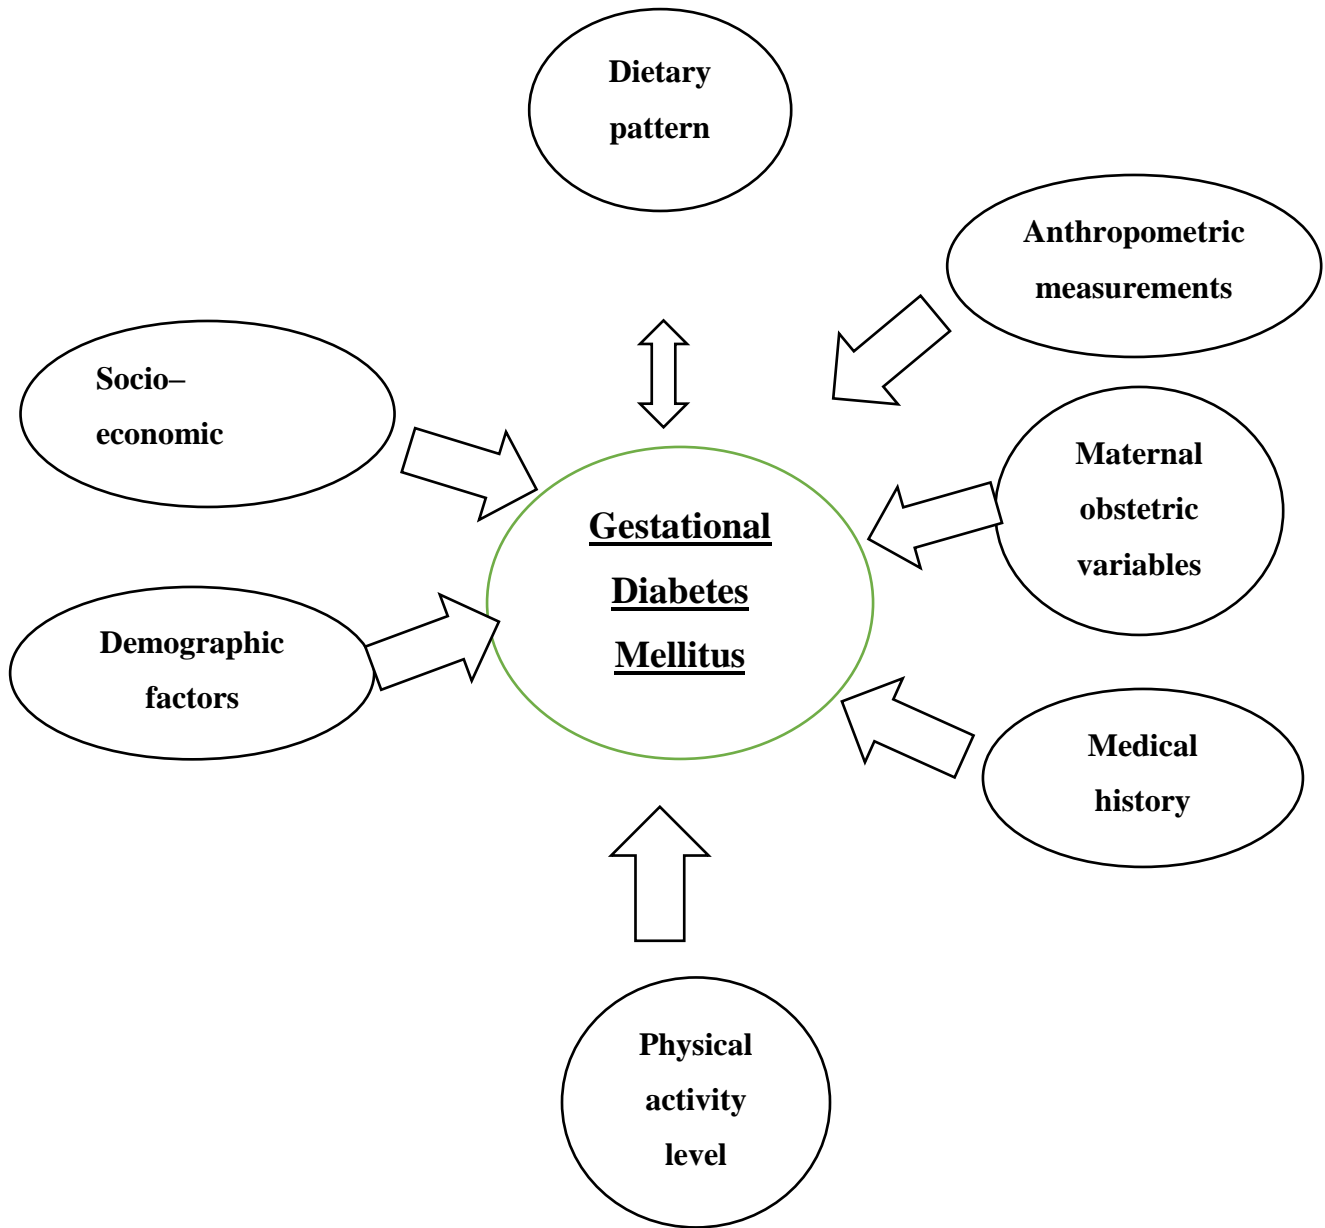 Dietary
pattern
Anthropometric
measurements
Socio–
economic
Maternal
obstetric
variables
Gestational
Diabetes
Mellitus
Demographic
factors
Medical
history
Physical
activity
level